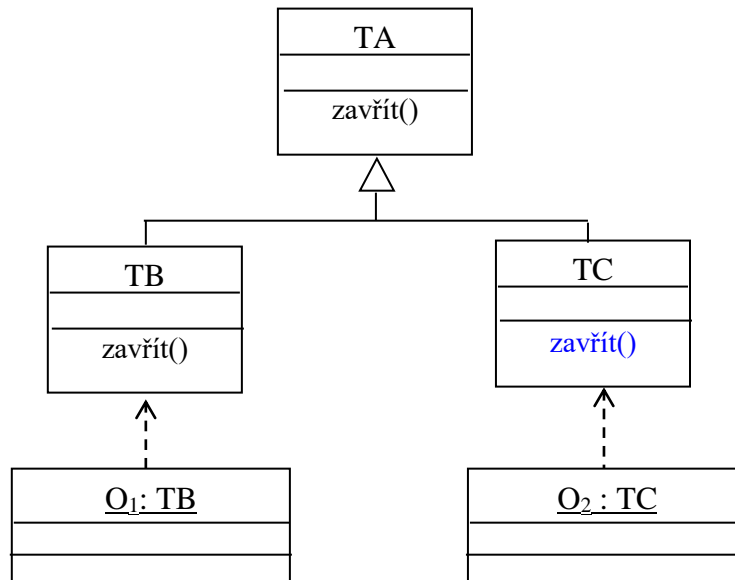 TA
zavřít()
TB
TC
zavřít()
zavřít()
O₁: TB
O₂ : TC